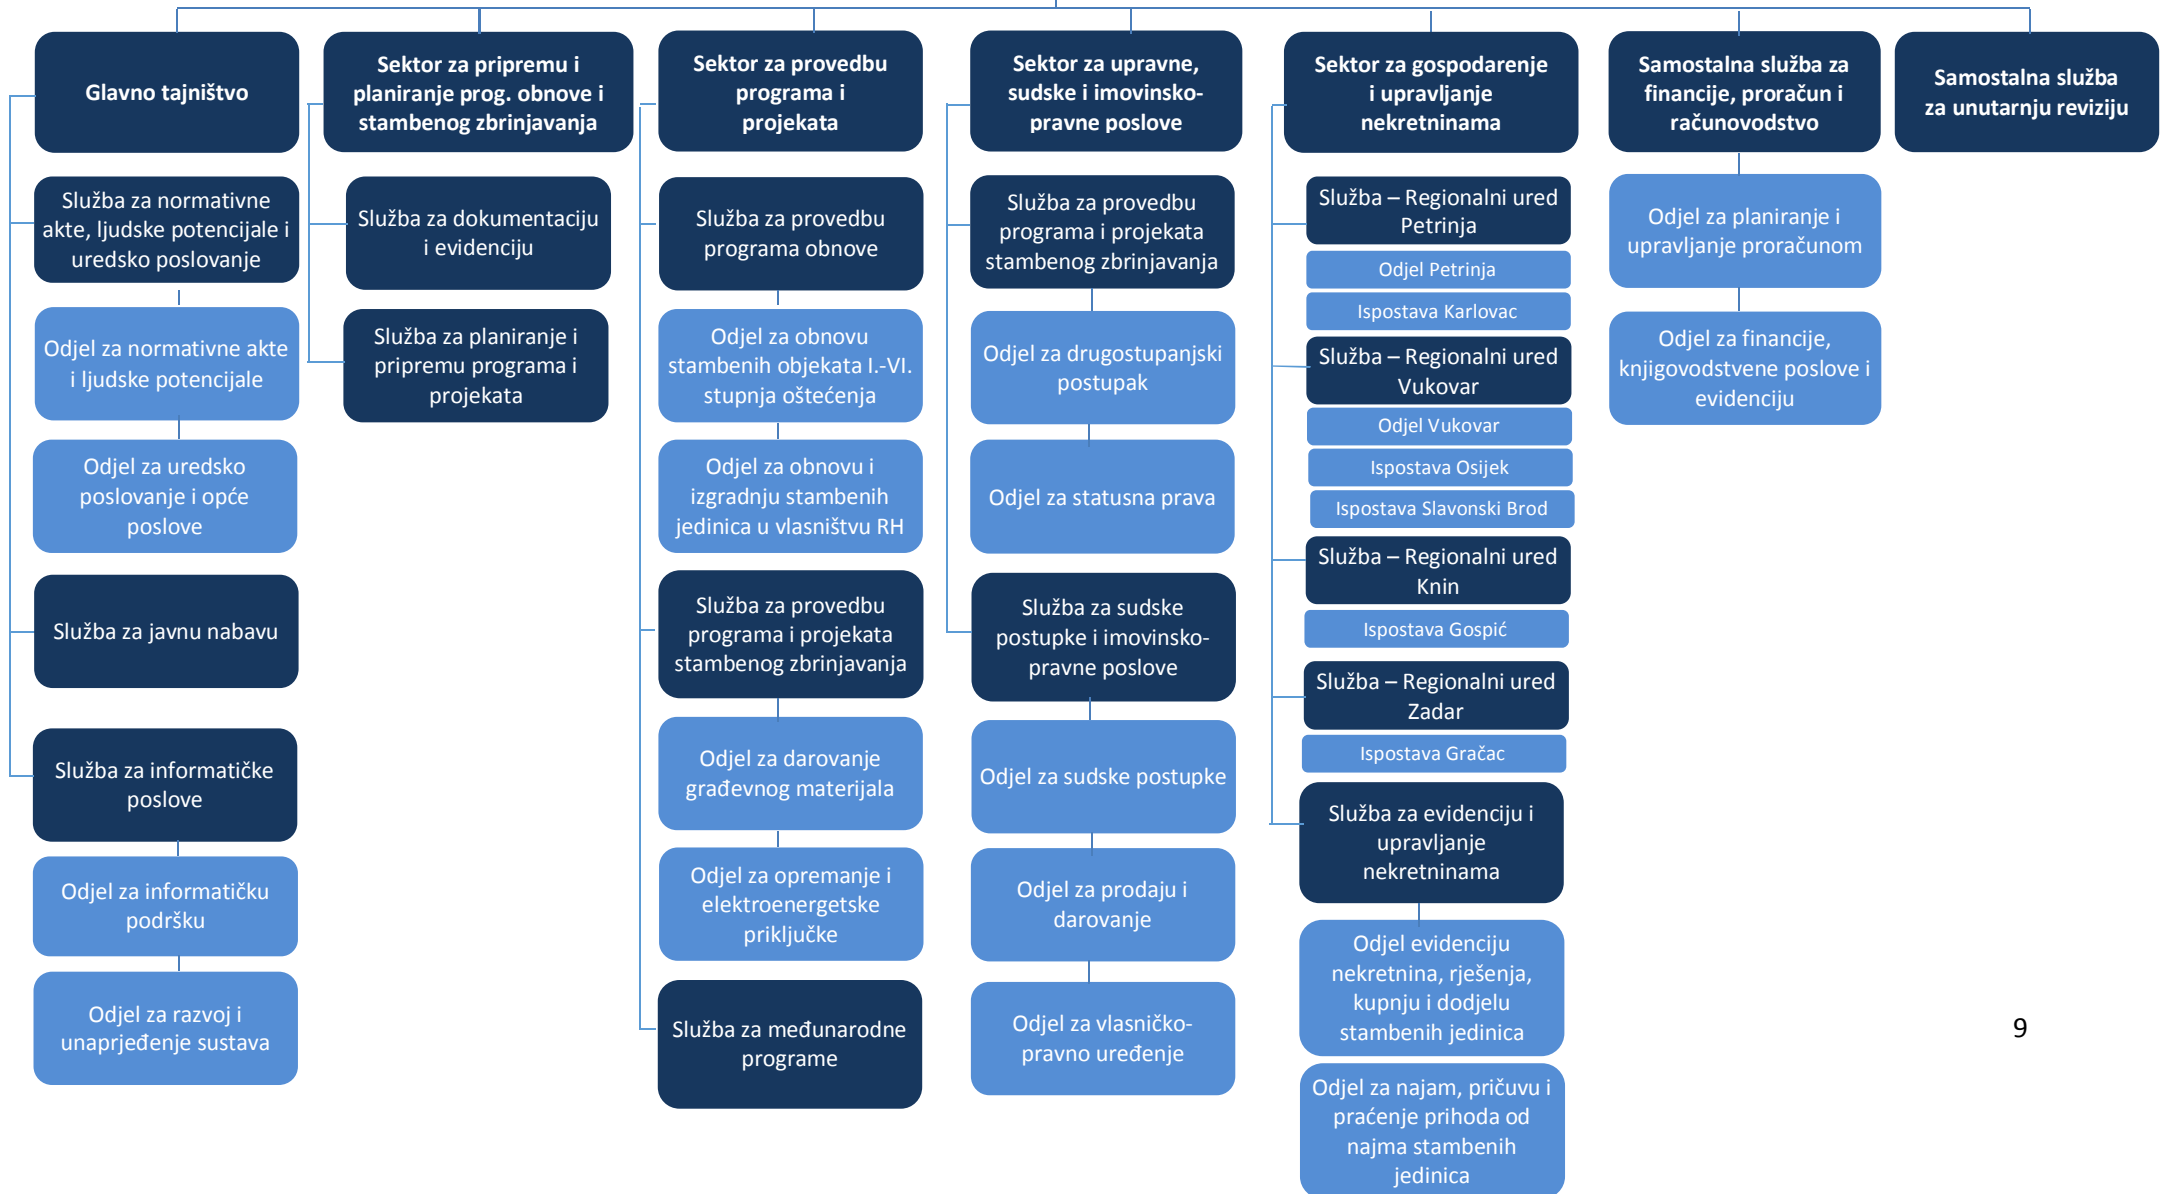 Glavno tajništvo
Služba za normativne
akte, ljudske potencijale i
uredsko poslovanje
Odjel za normativne akte
i ljudske potencijale
Odjel za uredsko
poslovanje i opće
poslove
Služba za javnu nabavu
Služba za informatičke
poslove
Odjel za informatičku
podršku
Odjel za razvoj i
unaprjeđenje sustava
Sektor za pripremu i
planiranje prog. obnove i
stambenog zbrinjavanja
Služba za dokumentaciju
i evidenciju
Služba za planiranje i
pripremu programa i
projekata
Sektor za provedbu
programa i
projekata
Služba za provedbu
programa obnove
Odjel za obnovu
stambenih objekata I.-VI.
stupnja oštećenja
Odjel za obnovu i
izgradnju stambenih
jedinica u vlasništvu RH
Služba za provedbu
programa i projekata
stambenog zbrinjavanja
Odjel za darovanje
građevnog materijala
Odjel za opremanje i
elektroenergetske
priključke
Služba za međunarodne
programe
Sektor za upravne,
sudske i imovinsko-
pravne poslove
Služba za provedbu
programa i projekata
stambenog zbrinjavanja
Odjel za drugostupanjski
postupak
Odjel za statusna prava
Služba za sudske
postupke i imovinsko-
pravne poslove
Odjel za sudske postupke
Odjel za prodaju i
darovanje
Odjel za vlasničko-
pravno uređenje
Sektor za gospodarenje
i upravljanje
nekretninama
Služba – Regionalni ured
Petrinja
Odjel Petrinja
Ispostava Karlovac
Služba – Regionalni ured
Vukovar
Odjel Vukovar
Ispostava Osijek
Ispostava Slavonski Brod
Služba – Regionalni ured
Knin
Ispostava Gospić
Služba – Regionalni ured
Zadar
Ispostava Gračac
Služba za evidenciju i
upravljanje
nekretninama
Odjel evidenciju
nekretnina, rješenja,
kupnju i dodjelu
stambenih jedinica
Odjel za najam, pričuvu i
praćenje prihoda od
najma stambenih
jedinica
Samostalna služba za
financije, proračun i
računovodstvo
Odjel za planiranje i
upravljanje proračunom
Odjel za financije,
knjigovodstvene poslove i
evidenciju
Samostalna služba
za unutarnju reviziju
9